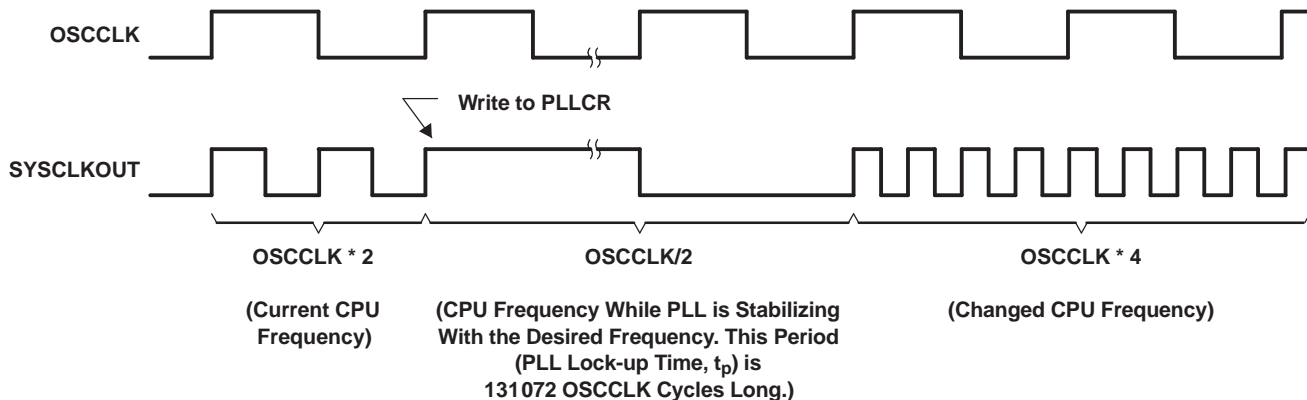 OSCCLK
Write to PLLCR
SYSCLKOUT
OSCCLK * 2
(Current CPU
Frequency)
OSCCLK/2
(CPU Frequency While PLL is Stabilizing
With the Desired Frequency. This Period
(PLL Lock-up Time, tp) is
131072 OSCCLK Cycles Long.)
OSCCLK * 4
(Changed CPU Frequency)